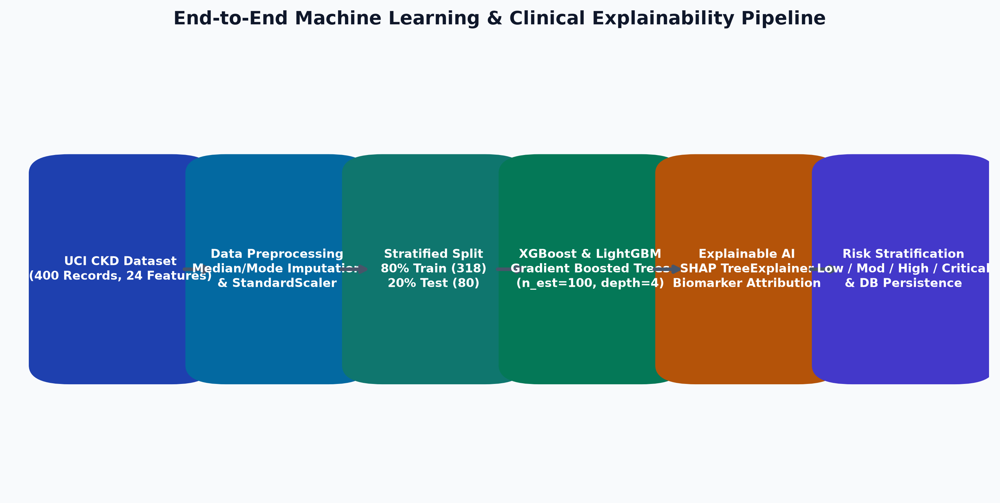 End-to-End Machine Learning & Clinical Explainability Pipeline
UCI CKD Dataset
(400 Records, 24 Features)
Data Preprocessing
Median/Mode Imputation
& StandardScaler
Stratified Split
80% Train (318)
20% Test (80)
XGBoost & LightGBM
Gradient Boosted Trees
(n_est=100, depth=4)
Explainable AI
SHAP TreeExplainer
Biomarker Attribution
Risk Stratification
Low / Mod / High / Critical
& DB Persistence